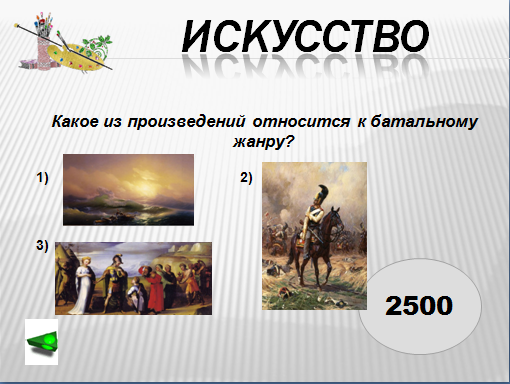 ИСКУССТВО
Какое из произведений относится к батальному
жанру?
1)
2)
3)
2500